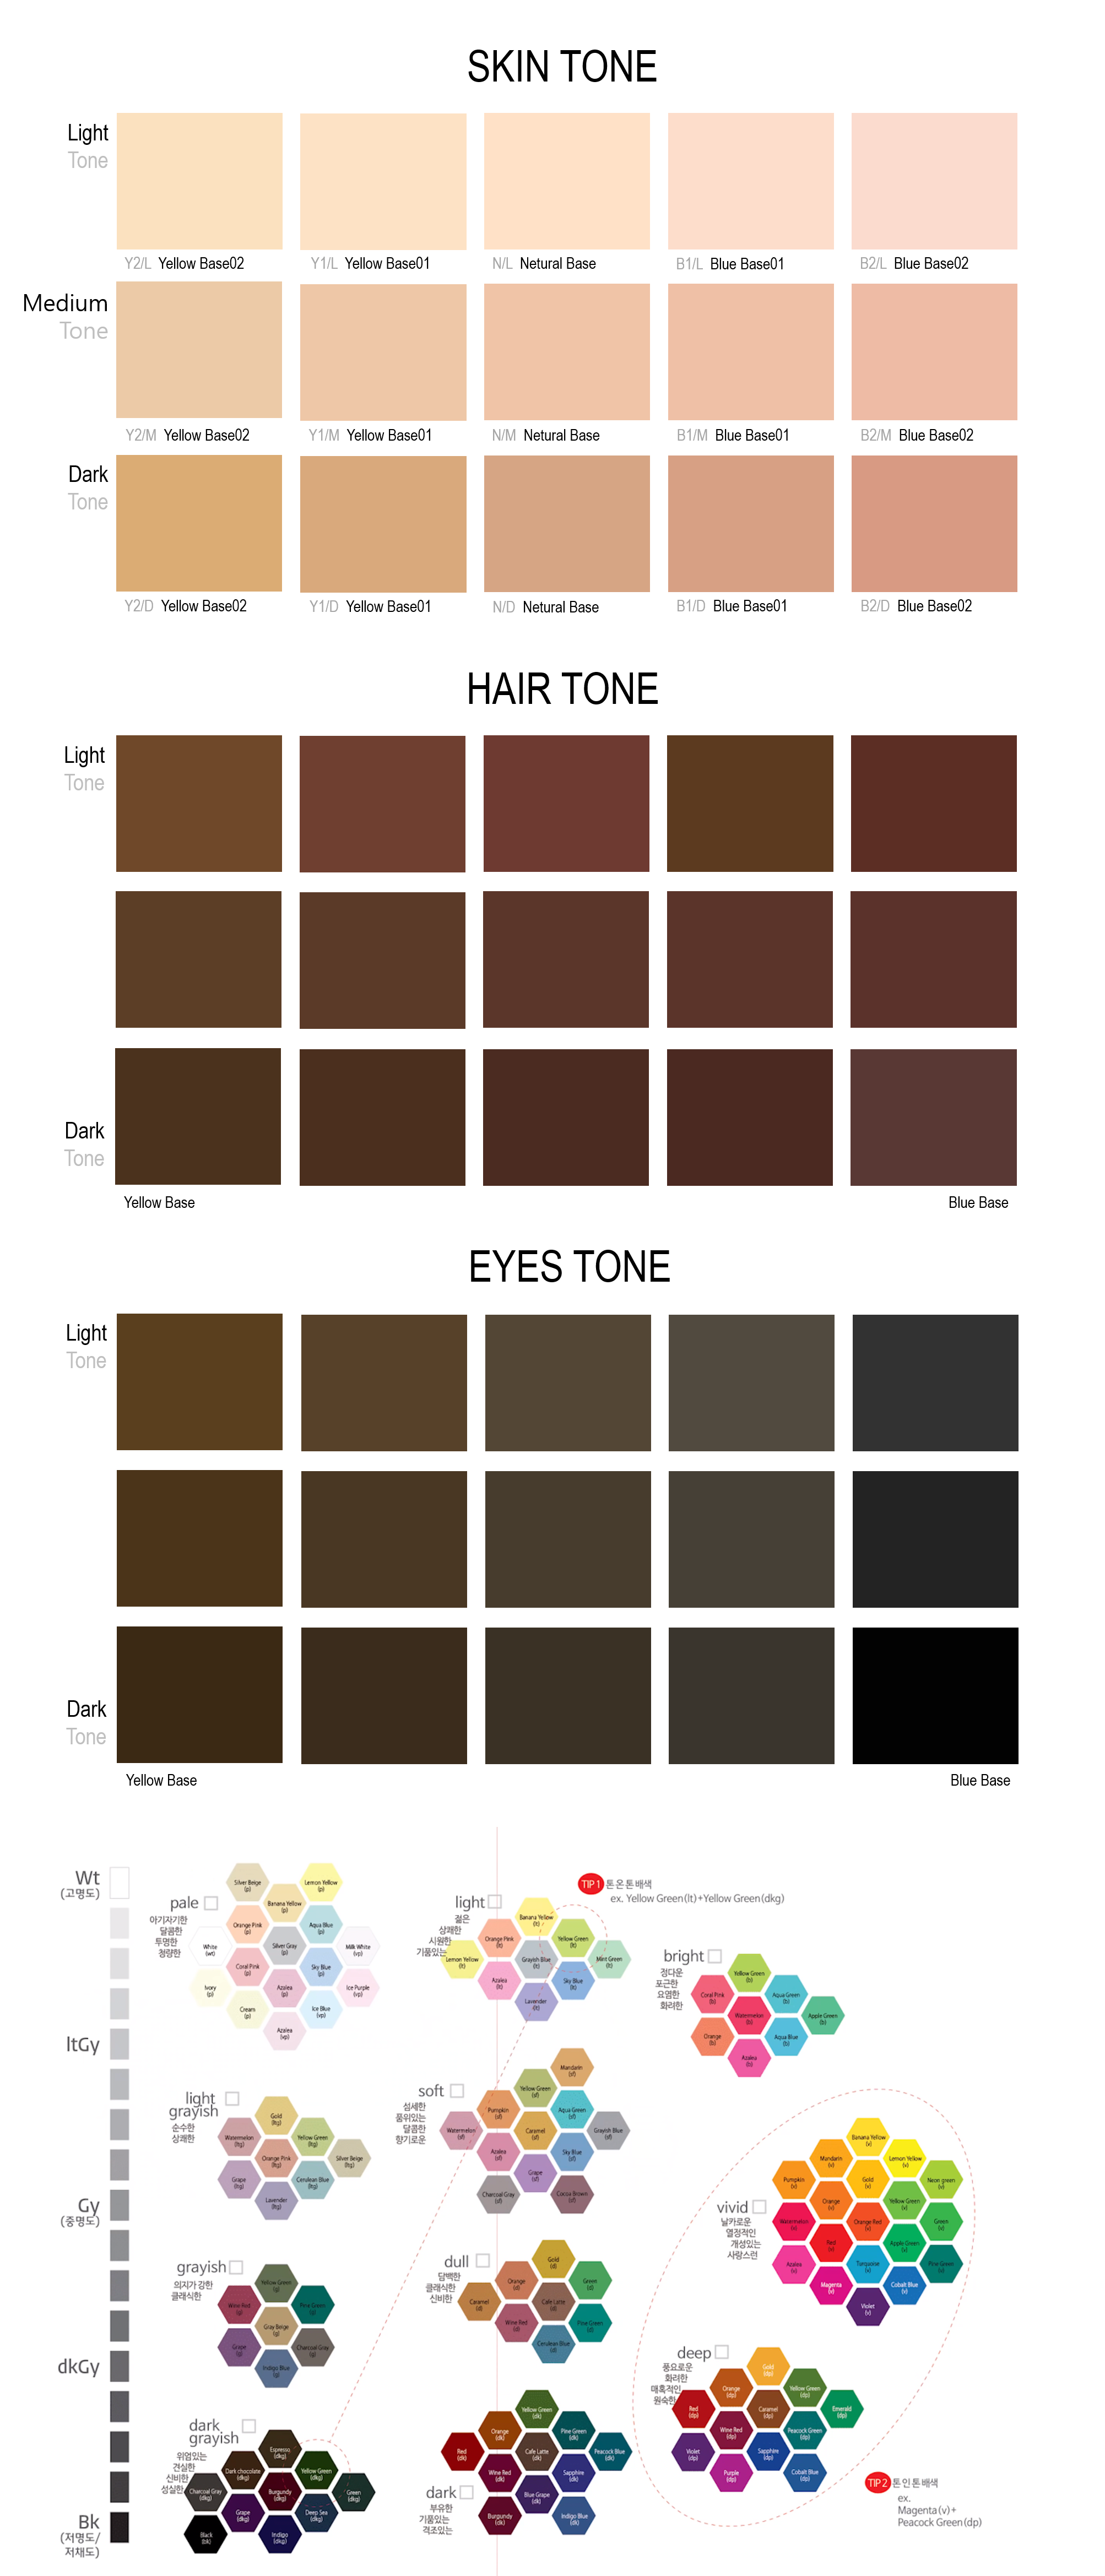 SKIN TONE
Light
Tone
Y2/L Yellow Base02
Y1/L Yellow Base01
N/L Netural Base
B1/L Blue Base01
B2/L Blue Base02
Medium
Tone
Y2/M Yellow Base02
Y1/M Yellow Base01
N/M Netural Base
B1/M Blue Base01
B2/M Blue Base02
Dark
Tone
Y2/D Yellow Base02
Y1/D Yellow Base01
N/D Netural Base
B1/D Blue Base01
B2/D Blue Base02
HAIR TONE
Light
Tone
Dark
Tone
Yellow Base
Blue Base
EYES TONE
Light
Tone
Dark
Tone
Yellow Base
Blue Base
Wt
(고명도)
ltGy
Gy
(중명도)
dkGy
Bk
(저명도/
저채도)
pale
아기자기한
달콤한
투명한
청량한
Silver Beige
(p)
Lemon Yellow
(p)
Banana Yellow
(p)
Orange Pink
(p)
Aqua Blue
(p)
White
(wt)
Silver Gray
(p)
Milk White
(vp)
Coral Pink
(p)
Sky Blue
(p)
Ivory
(p)
Azalea
(p)
Ice Purple
(vp)
Cream
(p)
Ice Blue
(vp)
Azalea
(vp)
light
젊은
상쾌한
시원한
기품있는
Banana Yellow
(lt)
Orange Pink
(lt)
Yellow Green
(lt)
Lemon Yellow
(lt)
Grayish Blue
(lt)
Mint Green
(lt)
Azalea
(lt)
Sky Blue
(lt)
Lavender
(lt)
TIP 1 톤 온 톤 배색
ex. Yellow Green (lt) + Yellow Green (dkg)
bright
정다운
포근한
요염한
화려한
Yellow Green
(b)
Coral Pink
(b)
Aqua Green
(b)
Watermelon
(b)
Apple Green
(b)
Orange
(b)
Aqua Blue
(b)
Azalea
(b)
light
grayish
순수한
상쾌한
Gold
(ltg)
Watermelon
(ltg)
Yellow Green
(ltg)
Orange Pink
(ltg)
Silver Beige
(ltg)
Grape
(ltg)
Cerulean Blue
(ltg)
Lavender
(ltg)
soft
섬세한
품위있는
달콤한
향기로운
Mandarin
(sf)
Yellow Green
(sf)
Pumpkin
(sf)
Aqua Green
(sf)
Watermelon
(sf)
Caramel
(sf)
Grayish Blue
(sf)
Azalea
(sf)
Sky Blue
(sf)
Grape
(sf)
Charcoal Gray
(sf)
Cocoa Brown
(sf)
vivid
날카로운
열정적인
개성있는
사랑스런
Banana Yellow
(v)
Mandarin
(v)
Lemon Yellow
(v)
Pumpkin
(v)
Gold
(v)
Neon green
(v)
Orange
(v)
Yellow Green
(v)
Watermelon
(v)
Orange Red
(v)
Green
(v)
Red
(v)
Apple Green
(v)
Azalea
(v)
Turquoise
(v)
Pine Green
(v)
Magenta
(v)
Cobalt Blue
(v)
Violet
(v)
grayish
의지가 강한
클래식한
Yellow Green
(g)
Wine Red
(g)
Pine Green
(g)
Gray Beige
(g)
Grape
(g)
Charcoal Gray
(g)
Indigo Blue
(g)
dull
담백한
클래식한
신비한
Gold
(d)
Orange
(d)
Green
(d)
Caramel
(d)
Cafe Latte
(d)
Wine Red
(d)
Pine Green
(d)
Cerulean Blue
(d)
deep
풍요로운
화려한
매혹적인
원숙한
Gold
(dp)
Orange
(dp)
Yellow Green
(dp)
Red
(dp)
Caramel
(dp)
Emerald
(dp)
Wine Red
(dp)
Peacock Green
(dp)
Violet
(dp)
Sapphire
(dp)
Purple
(dp)
Cobalt Blue
(dp)
dark
grayish
위엄있는
견실한
신비한
성실한
Espresso
(dkg)
Dark chocolate
(dkg)
Yellow Green
(dkg)
Charcoal Gray
(dkg)
Burgundy
(dkg)
Green
(dkg)
Grape
(dkg)
Deep Sea
(dkg)
Black
(bk)
Indigo
(dkg)
dark
부유한
기품있는
격조있는
Yellow Green
(dk)
Orange
(dk)
Pine Green
(dk)
Red
(dk)
Cafe Latte
(dk)
Peacock Blue
(dk)
Wine Red
(dk)
Sapphire
(dk)
Blue Grape
(dk)
Burgundy
(dk)
Indigo Blue
(dk)
TIP 2 톤 인 톤 배색
ex.
Magenta (v) +
Peacock Green (dp)